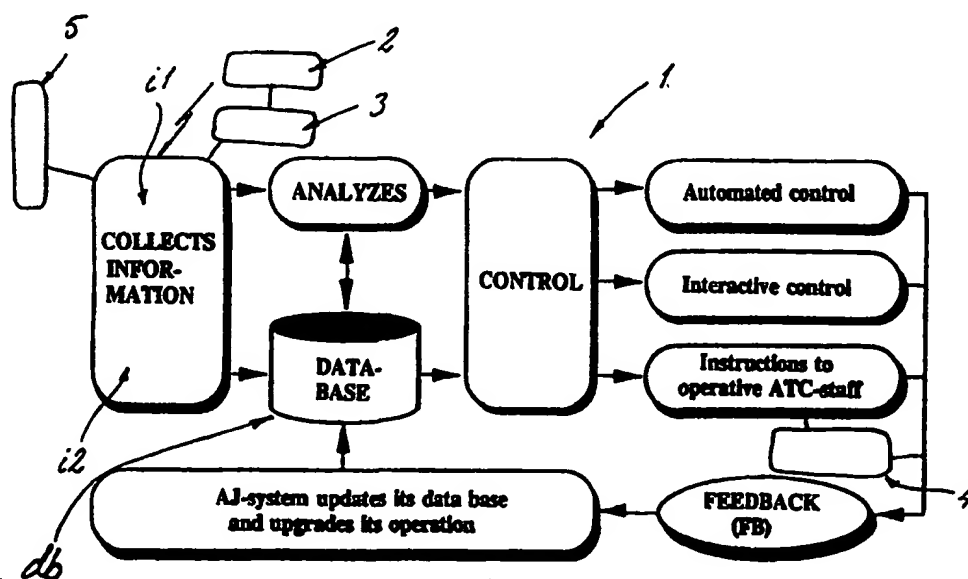 5
2
i1
3
1.
ANALYZES
Automated control
COLLECTS
INFOR-
MATION
CONTROL
Interactive control
DATA-
BASE
Instructions to
operative ATC-staff
i2
AJ-system updates its data base
and upgrades its operation
FEEDBACK
(FB)
4
db